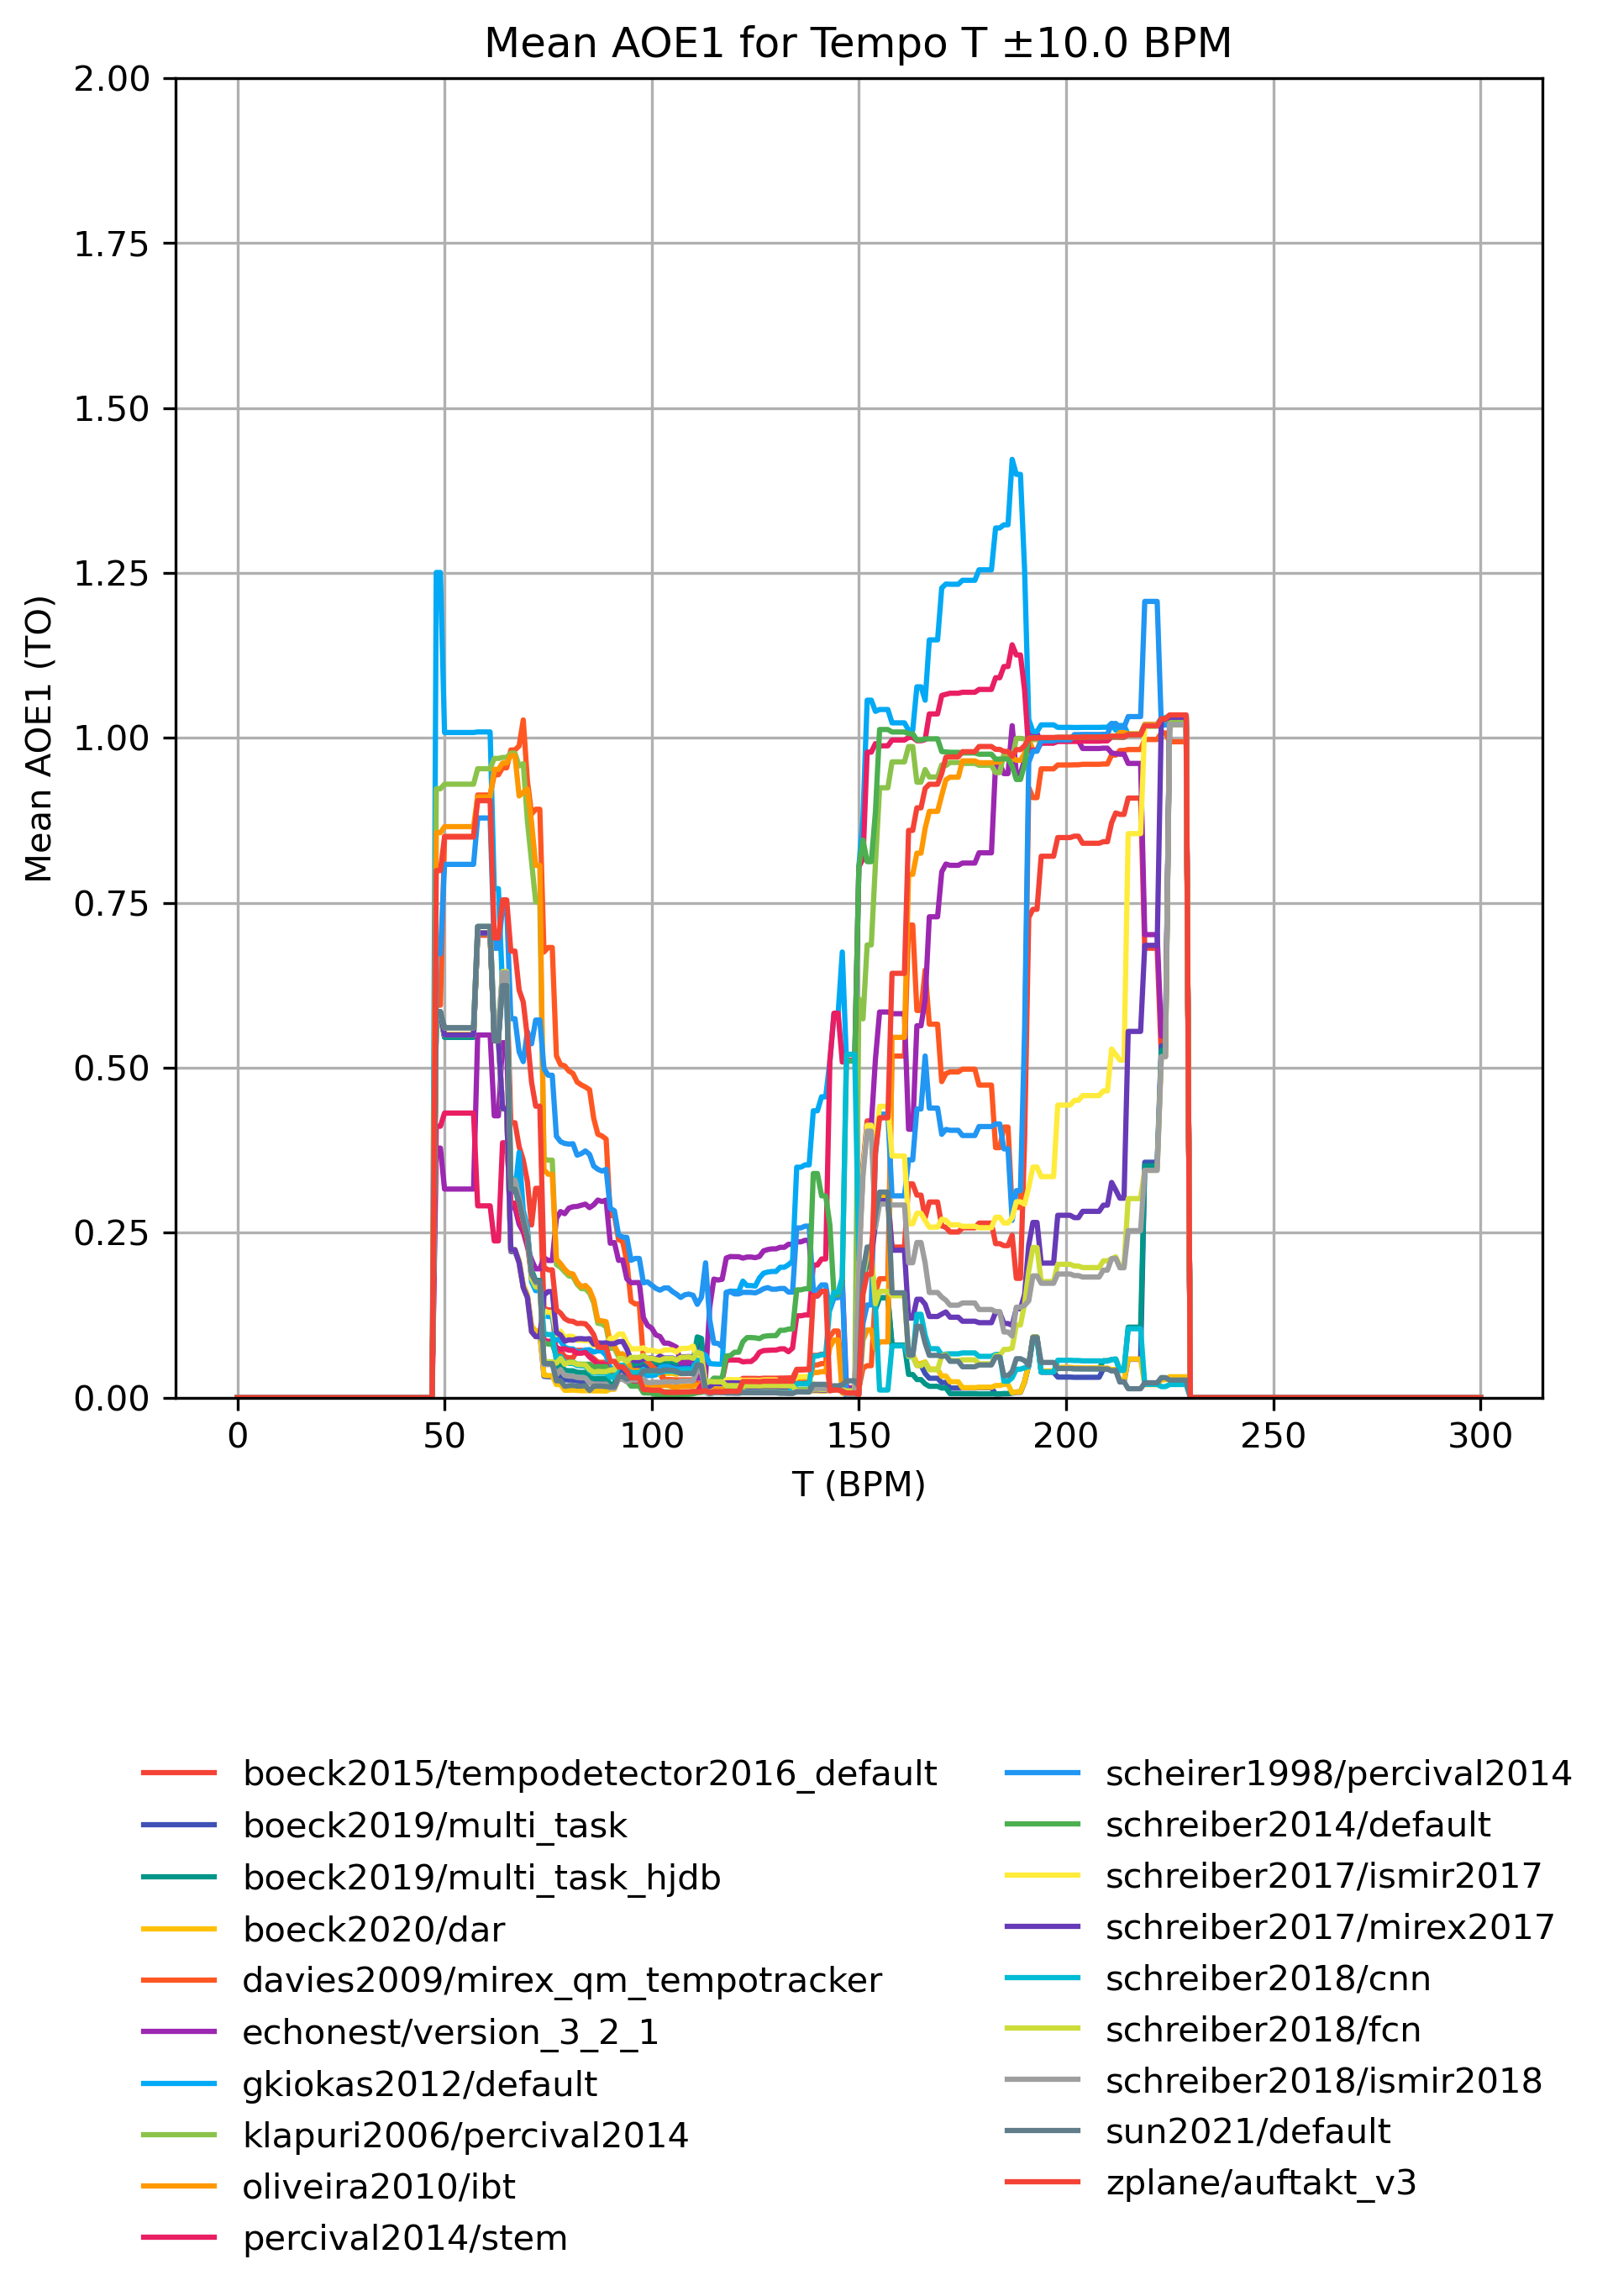 Mean AOE1 for Tempo T ±10.0 BPM
2.00
1.75
1.50
1.25
1.00
0.75
0.50
0.25
0.00
Mean AOE1 (TO)
0 50 100 150 200 250 300
T (BPM)
boeck2015/tempodetector2016_default
boeck2019/multi_task
boeck2019/multi_task_hjdb
boeck2020/dar
davies2009/mirex_qm_tempotracker
echonest/version_3_2_1
gkiokas2012/default
klapuri2006/percival2014
oliveira2010/ibt
percival2014/stem
scheirer1998/percival2014
schreiber2014/default
schreiber2017/ismir2017
schreiber2017/mirex2017
schreiber2018/cnn
schreiber2018/fcn
schreiber2018/ismir2018
sun2021/default
zplane/auftakt_v3